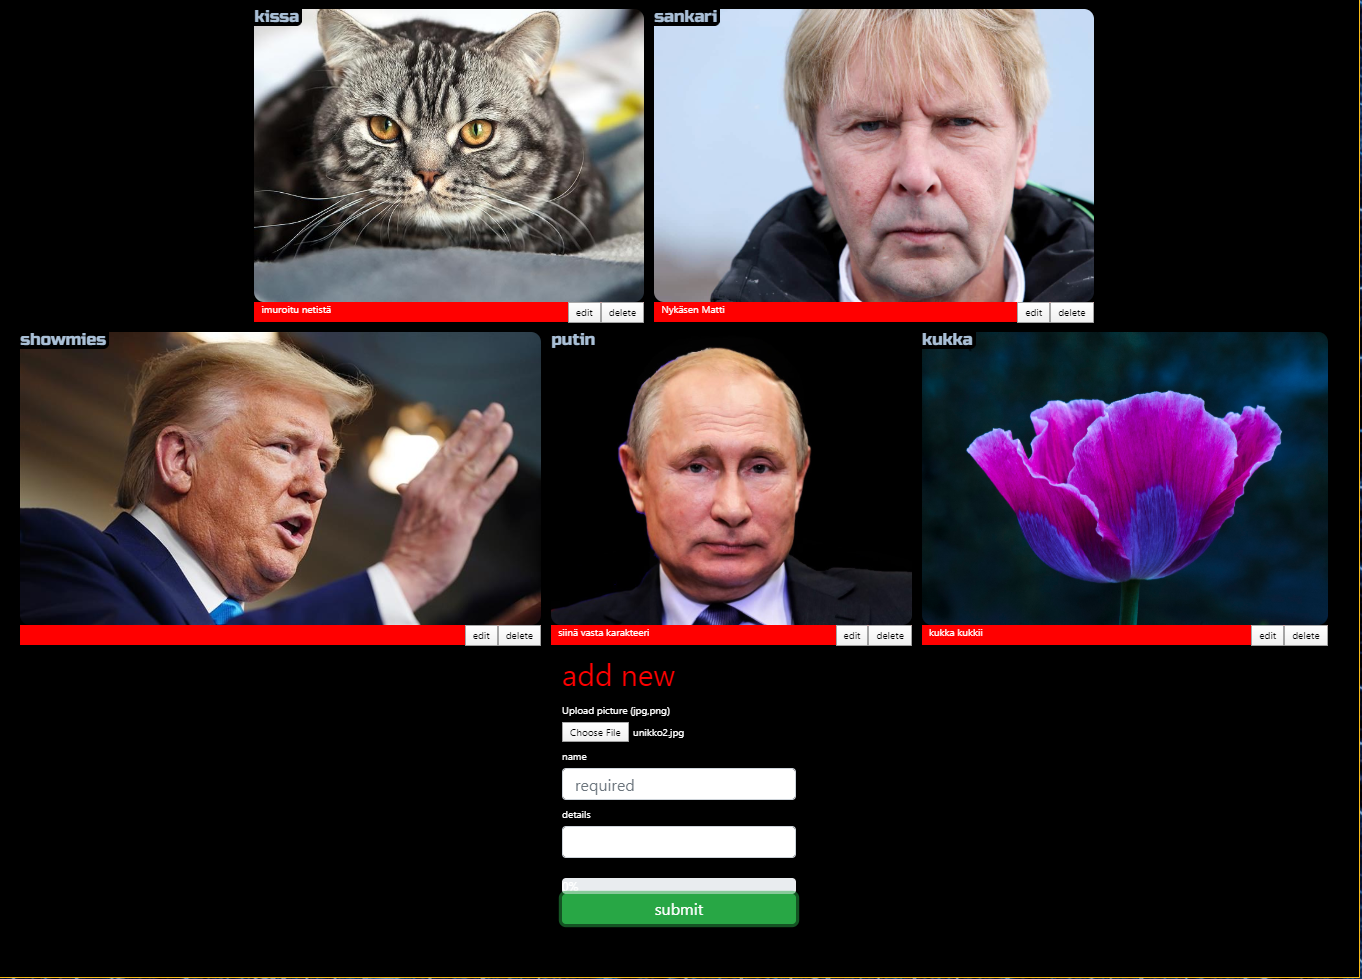 kissa
sankari
imuroitu netistä
edit
delete
Nykäsen Matti
edit
delete
showmies
putin
kukka
edit
delete
siinä vasta karakteeri
edit
delete
kukka kukkii
edit
delete
add new
Upload picture (jpg,png)
Choose File unikko2.jpg
name
required
details
0%
submit